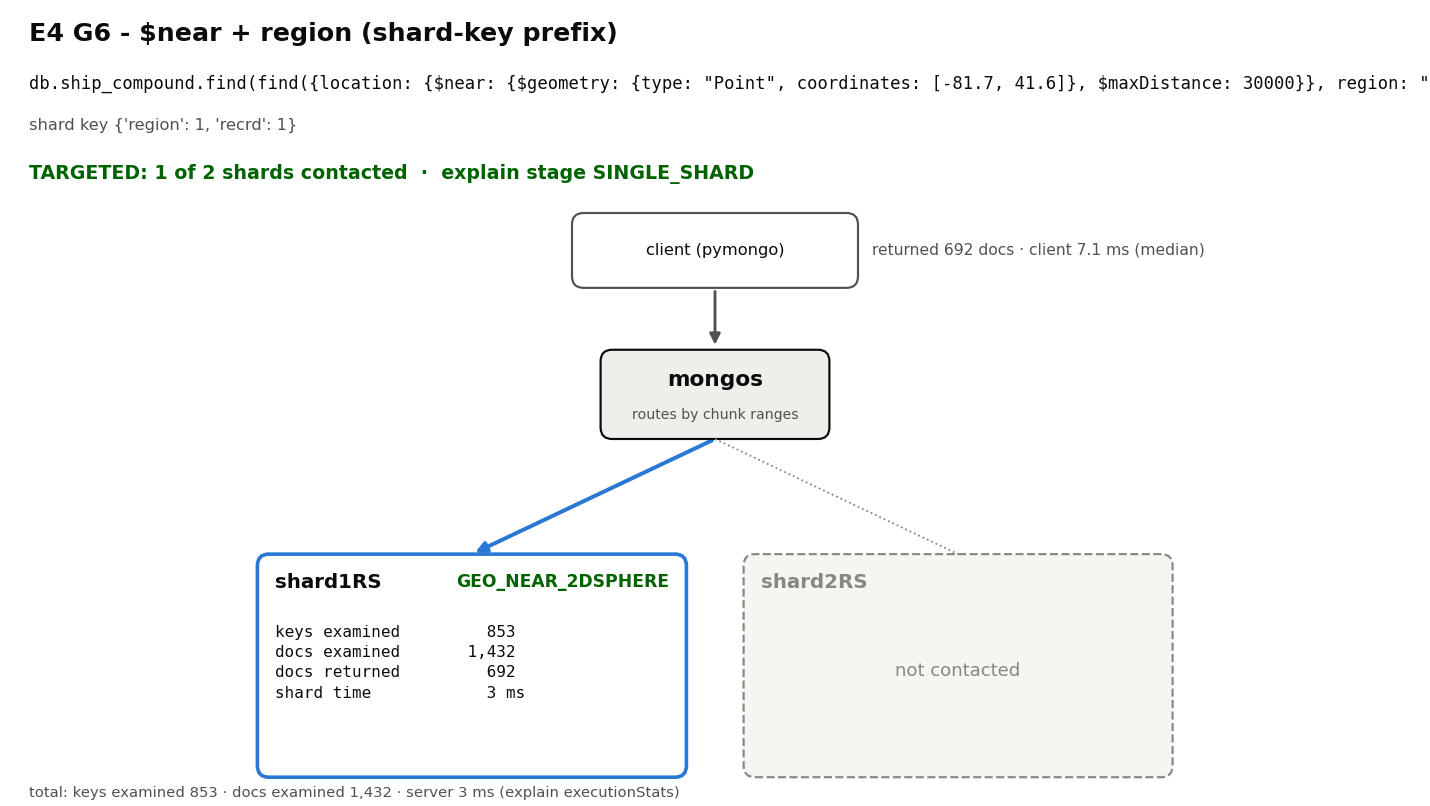 E4 G6 - $near + region (shard-key prefix)
db.ship_compound.find(find({location: {$near: {$geometry: {type: "Point", coordinates: [-81.7, 41.6]}, $maxDistance: 30000}}, region: "
shard key {'region': 1, 'recrd': 1}
TARGETED: 1 of 2 shards contacted · explain stage SINGLE_SHARD
client (pymongo)
returned 692 docs · client 7.1 ms (median)
mongos
routes by chunk ranges
shard1RS GEO_NEAR_2DSPHERE
keys examined 853
docs examined 1,432
docs returned 692
shard time 3 ms
shard2RS
not contacted
total: keys examined 853 · docs examined 1,432 · server 3 ms (explain executionStats)